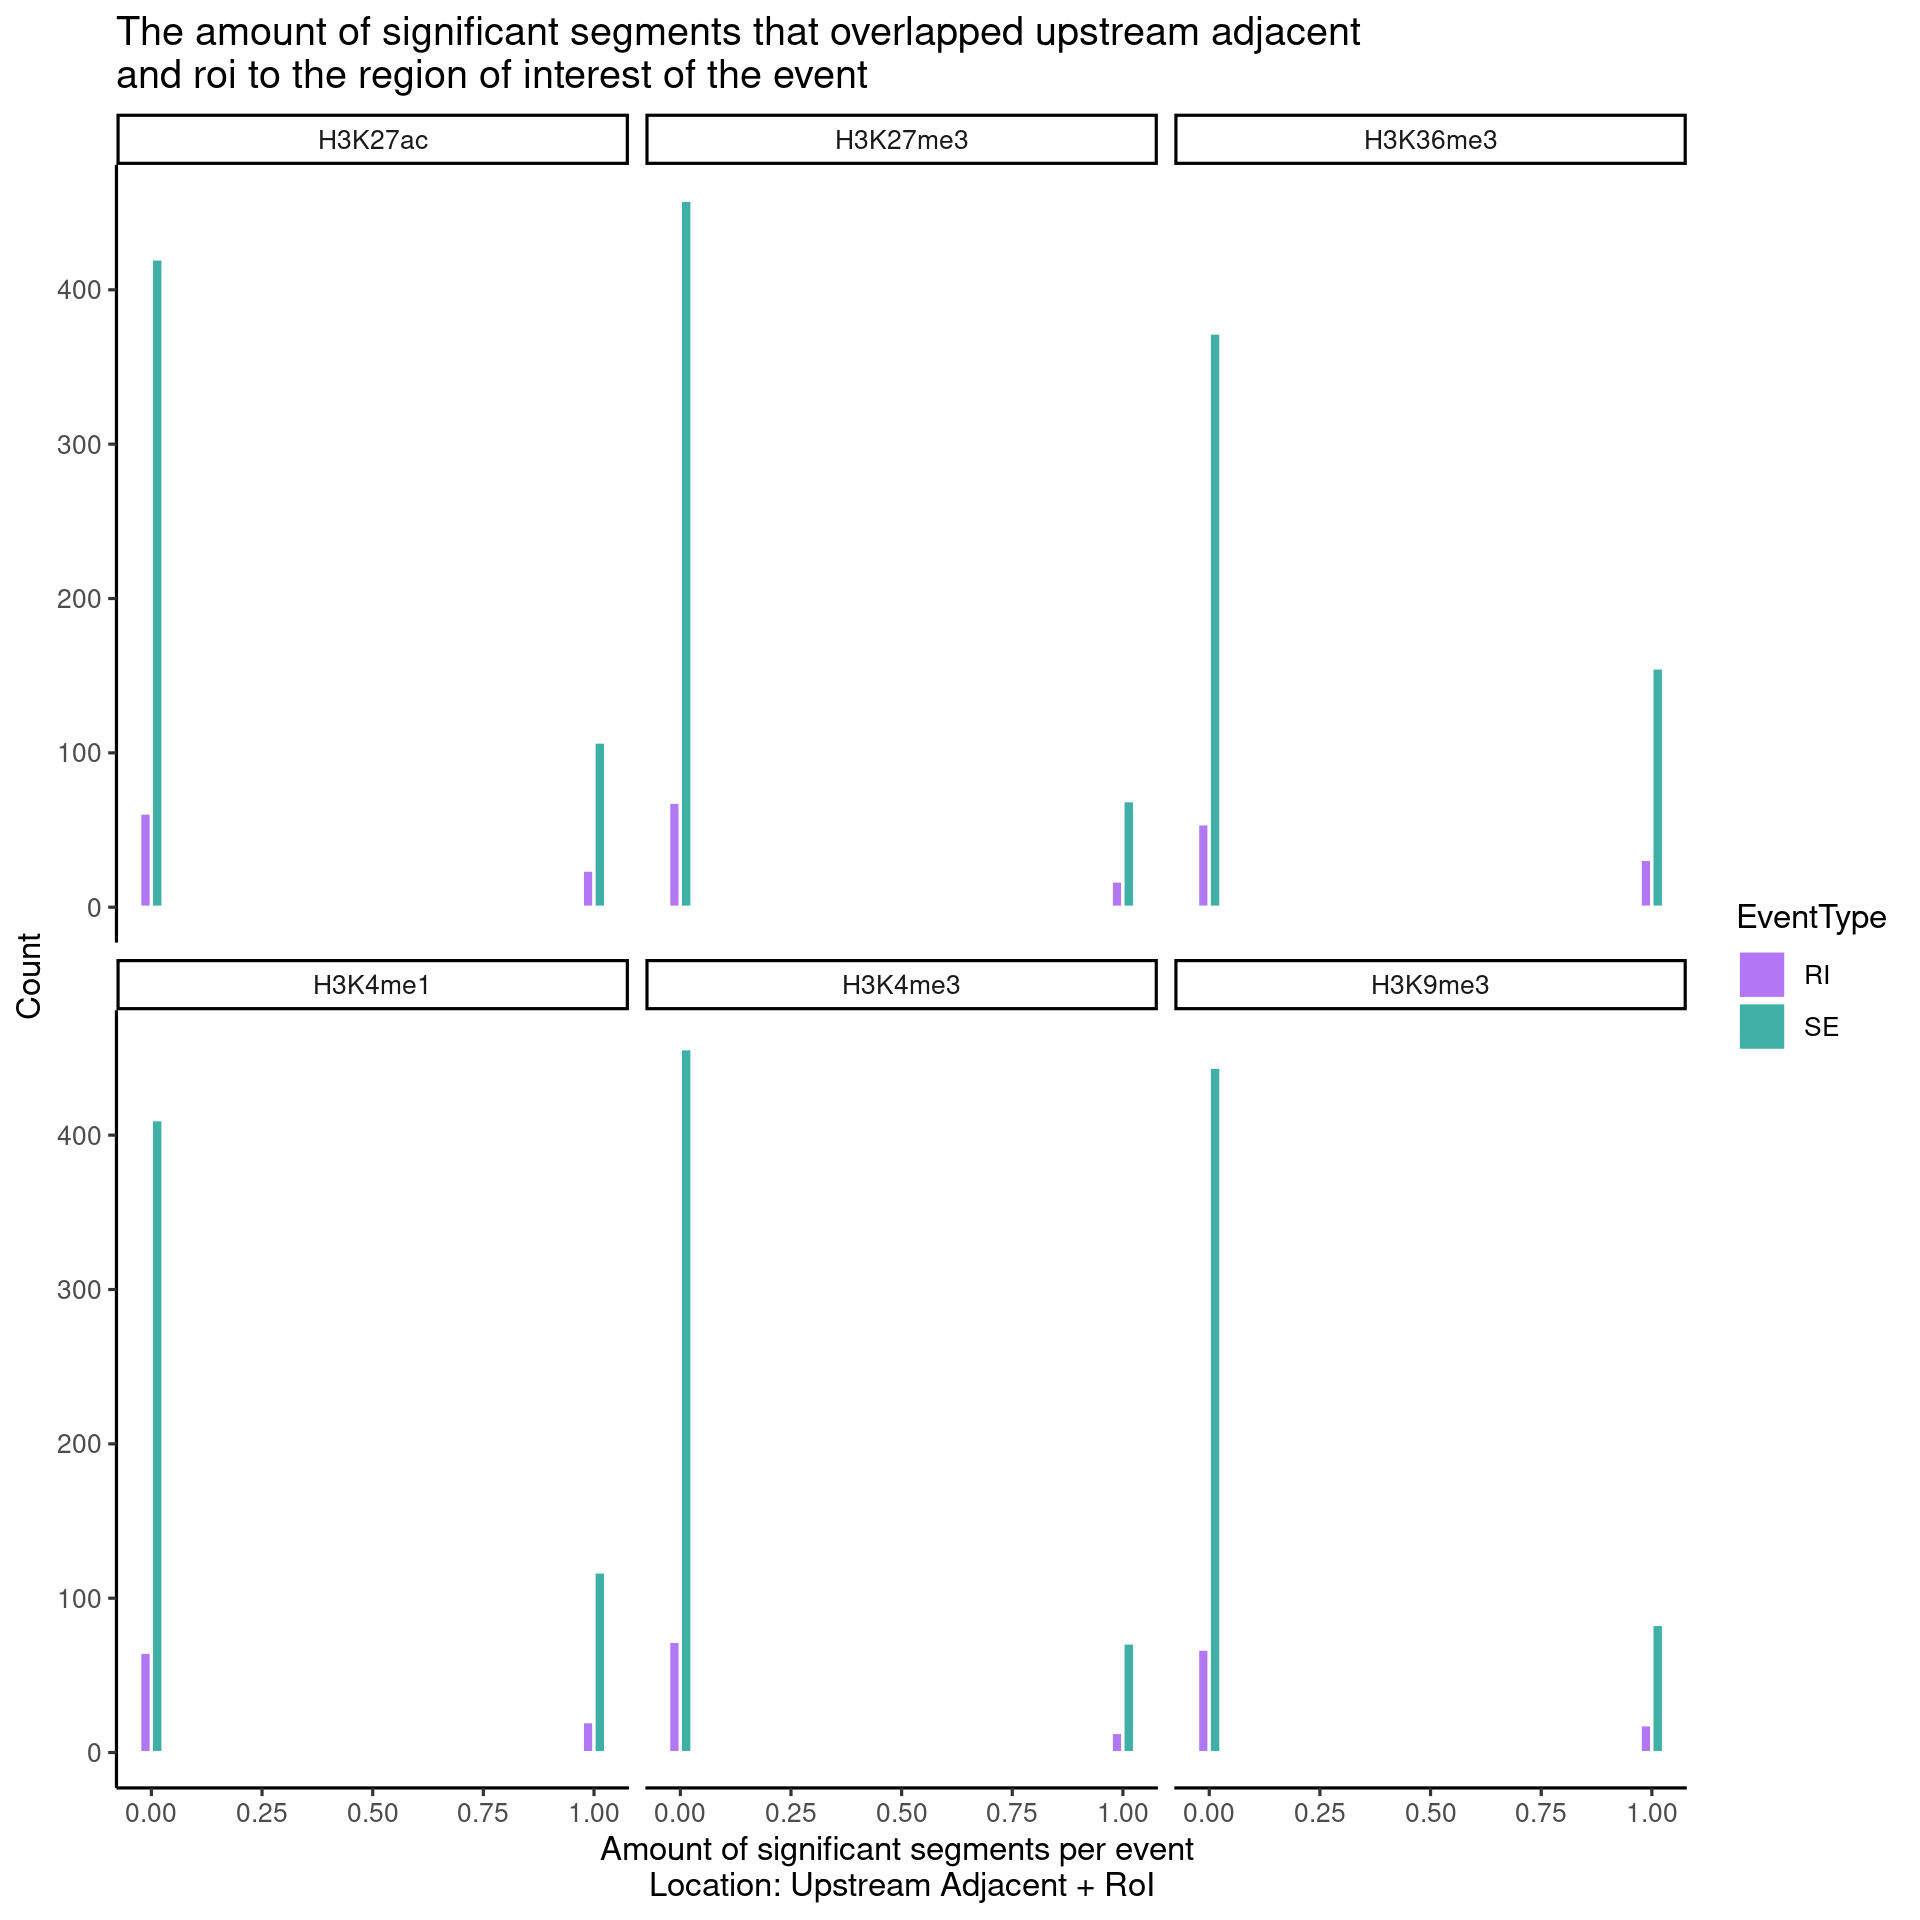 The amount of significant segments that overlapped upstream adjacent
and roi to the region of interest of the event
H3K27ac H3K27me3 H3K36me3
400
300
200
100
0
Count
H3K4me1 H3K4me3 H3K9me3
400
300
200
100
0
0.00 0.25 0.50 0.75 1.00 0.00 0.25 0.50 0.75 1.00 0.00 0.25 0.50 0.75 1.00
Amount of significant segments per event
Location: Upstream Adjacent + RoI
EventType
RI
SE